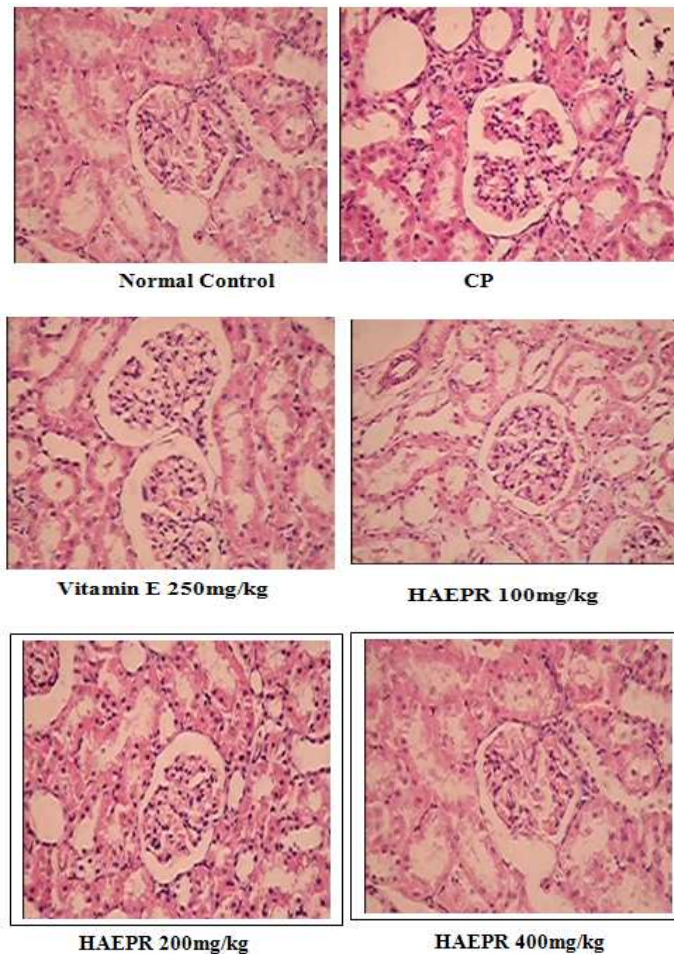 Normal Control
CP
Vitamin E 250mg/kg
HAEPR 100mg/kg
HAEPR 200mg/kg
HAEPR 400mg/kg